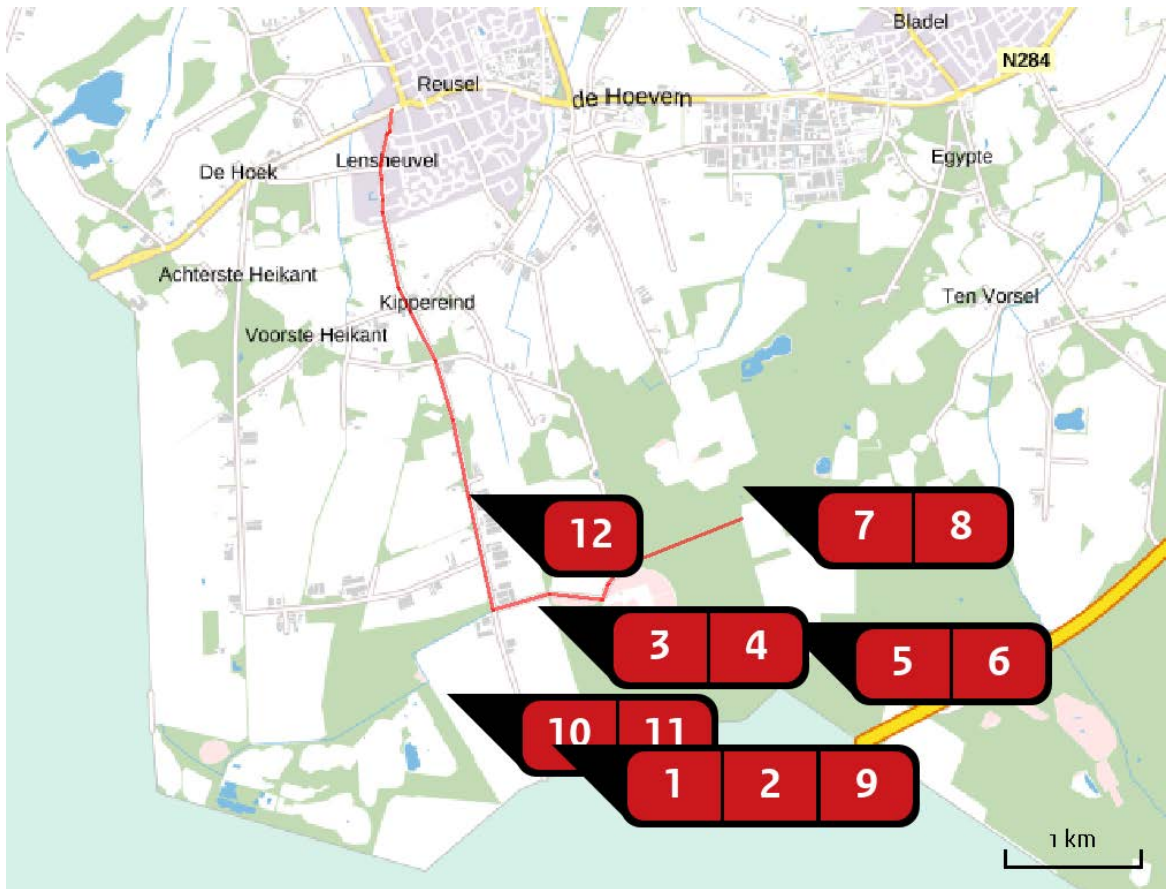 Bladel
N284
Reusel
de Hoeven
Lensheuvel
De Hoek
Egypte
Achterste Heikant
Kippereind
Ten Vorsel
Voorste Heikant
12
7 8
3 4
5 6
10 11
1 2 9
1 km